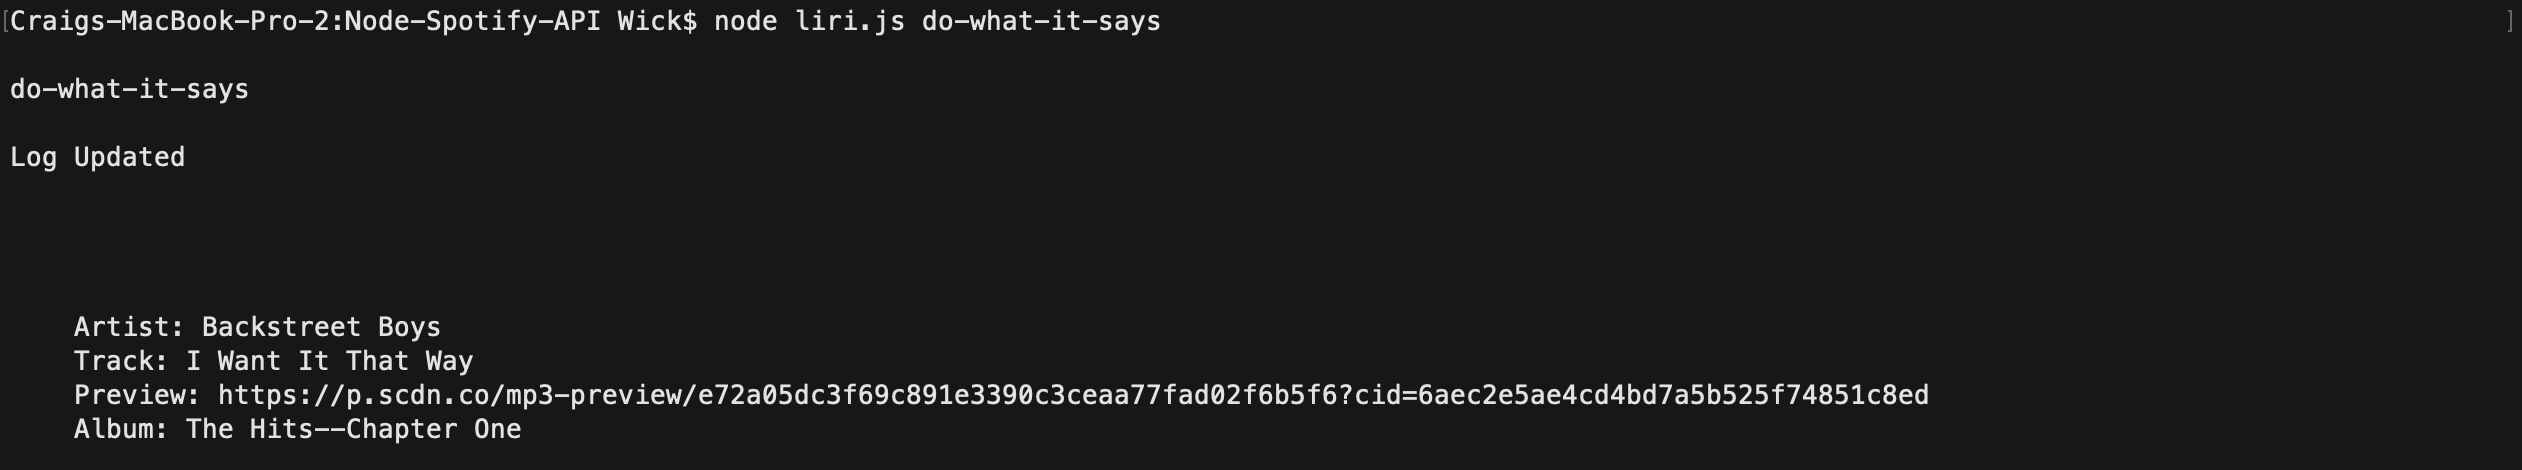 [Craigs-MacBook-Pro-2:Node-Spotify-API Wick$ node liri.js do-what-it-says ]
do-what-it-says
Log Updated
Artist: Backstreet Boys
Track: I Want It That Way
Preview: https://p.scdn.co/mp3-preview/e72a05dc3f69c891e3390c3ceaa77fad02f6b5f6?cid=6aec2e5ae4cd4bd7a5b525f74851c8ed
Album: The Hits--Chapter One